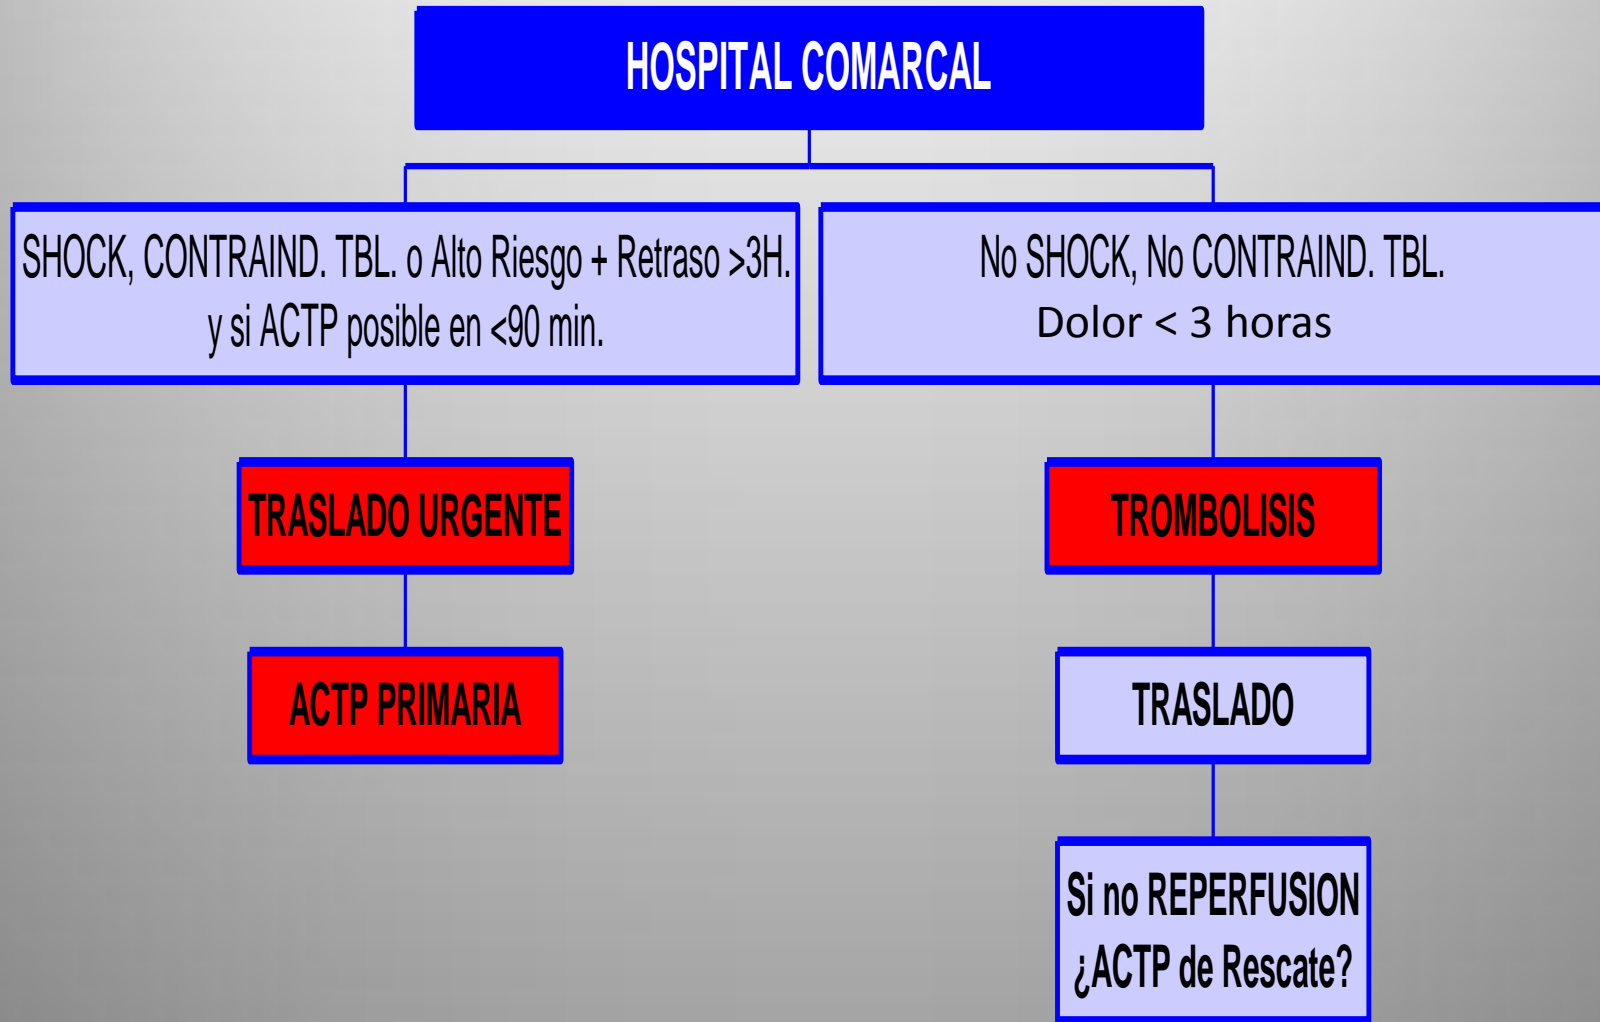 HOSPITAL COMARCAL
SHOCK, CONTRAIND. TBL. o Alto Riesgo + Retraso >3H.
y si ACTP posible en <90 min.
No SHOCK, No CONTRAIND. TBL.
Dolor < 3 horas
TRASLADO URGENTE
TROMBOLISIS
ACTP PRIMARIA
TRASLADO
Si no REPERFUSION
¿ACTP de Rescate?